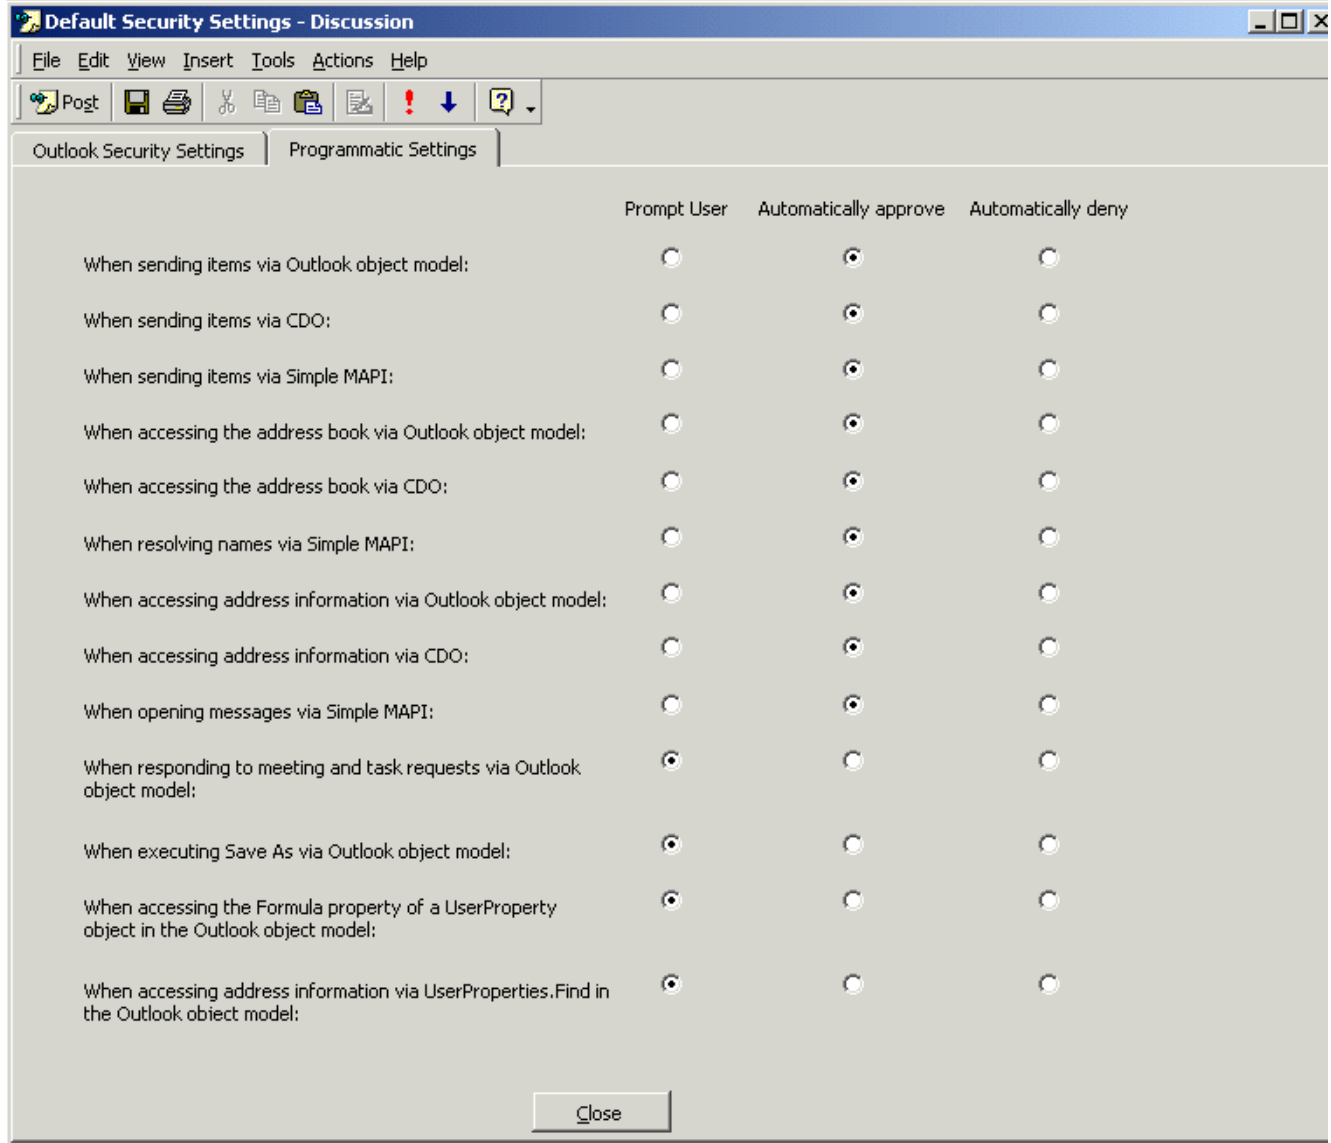 Default Security Settings - Discussion
File Edit View Insert Tools Actions Help
Post
Outlook Security Settings Programmatic Settings
Prompt User Automatically approve Automatically deny
When sending items via Outlook object model:
When sending items via CDO:
When sending items via Simple MAPI:
When accessing the address book via Outlook object model:
When accessing the address book via CDO:
When resolving names via Simple MAPI:
When accessing address information via Outlook object model:
When accessing address information via CDO:
When opening messages via Simple MAPI:
When responding to meeting and task requests via Outlook
object model:
When executing Save As via Outlook object model:
When accessing the Formula property of a UserProperty
object in the Outlook object model:
When accessing address information via UserProperties.Find in
the Outlook object model:
Close